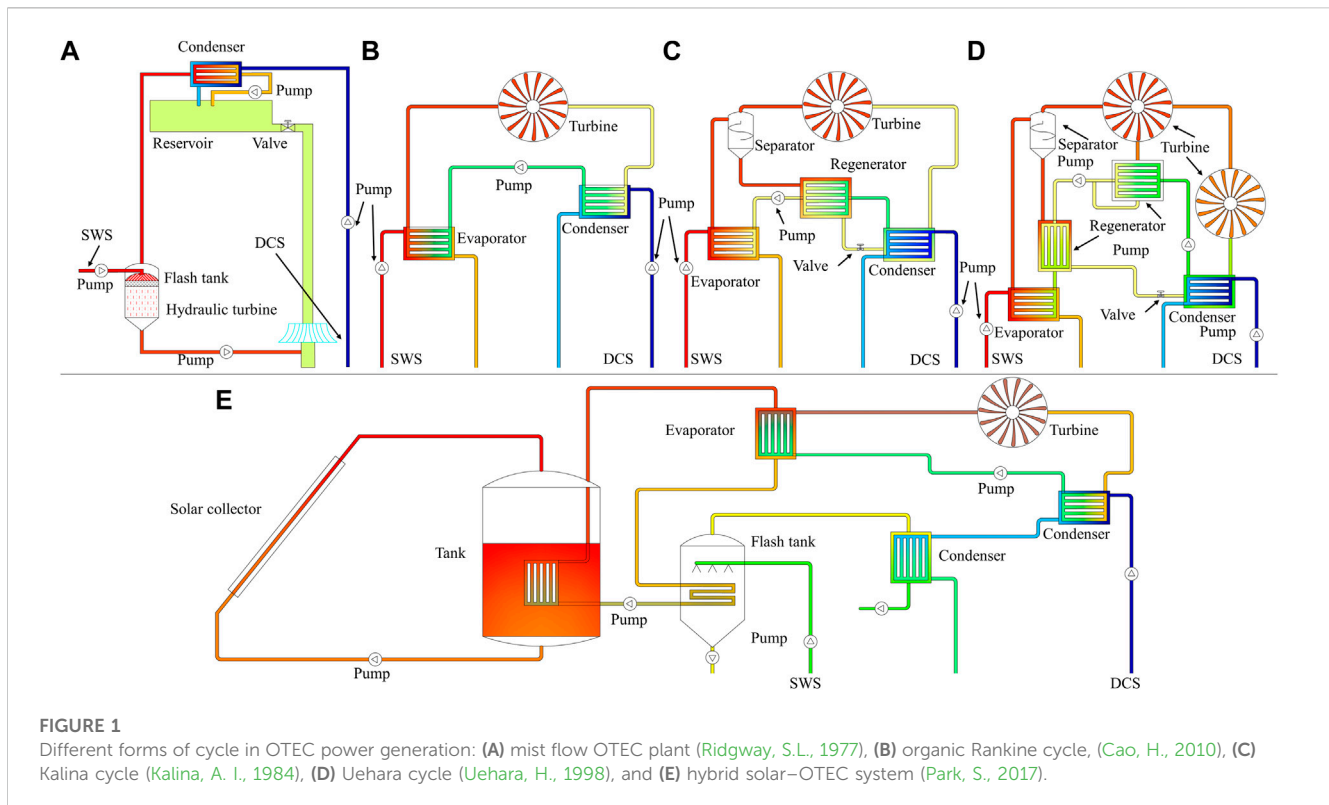 A
Condenser
Pump
Reservoir
Valve
SWS
Pump
Flash tank
Hydraulic turbine
Pump
DCS
Pump
B
Turbine
Pump
Evaporator
Condenser
SWS
DCS
Pump
C
Separator
Turbine
Regenerator
Pump
Valve
Evaporator
Condenser
SWS
DCS
Pump
D
Separator
Pump
Turbine
Regenerator
Pump
Valve
Evaporator
Condenser
Pump
SWS
DCS
E
Solar collector
Tank
Pump
Evaporator
Turbine
Pump
Condenser
Flash tank
Condenser
Pump
Pump
SWS
DCS
FIGURE 1
Different forms of cycle in OTEC power generation: (A) mist flow OTEC plant (Ridgway, S.L., 1977), (B) organic Rankine cycle, (Cao, H., 2010), (C)
Kalina cycle (Kalina, A. I., 1984), (D) Uehara cycle (Uehara, H., 1998), and (E) hybrid solar–OTEC system (Park, S., 2017).